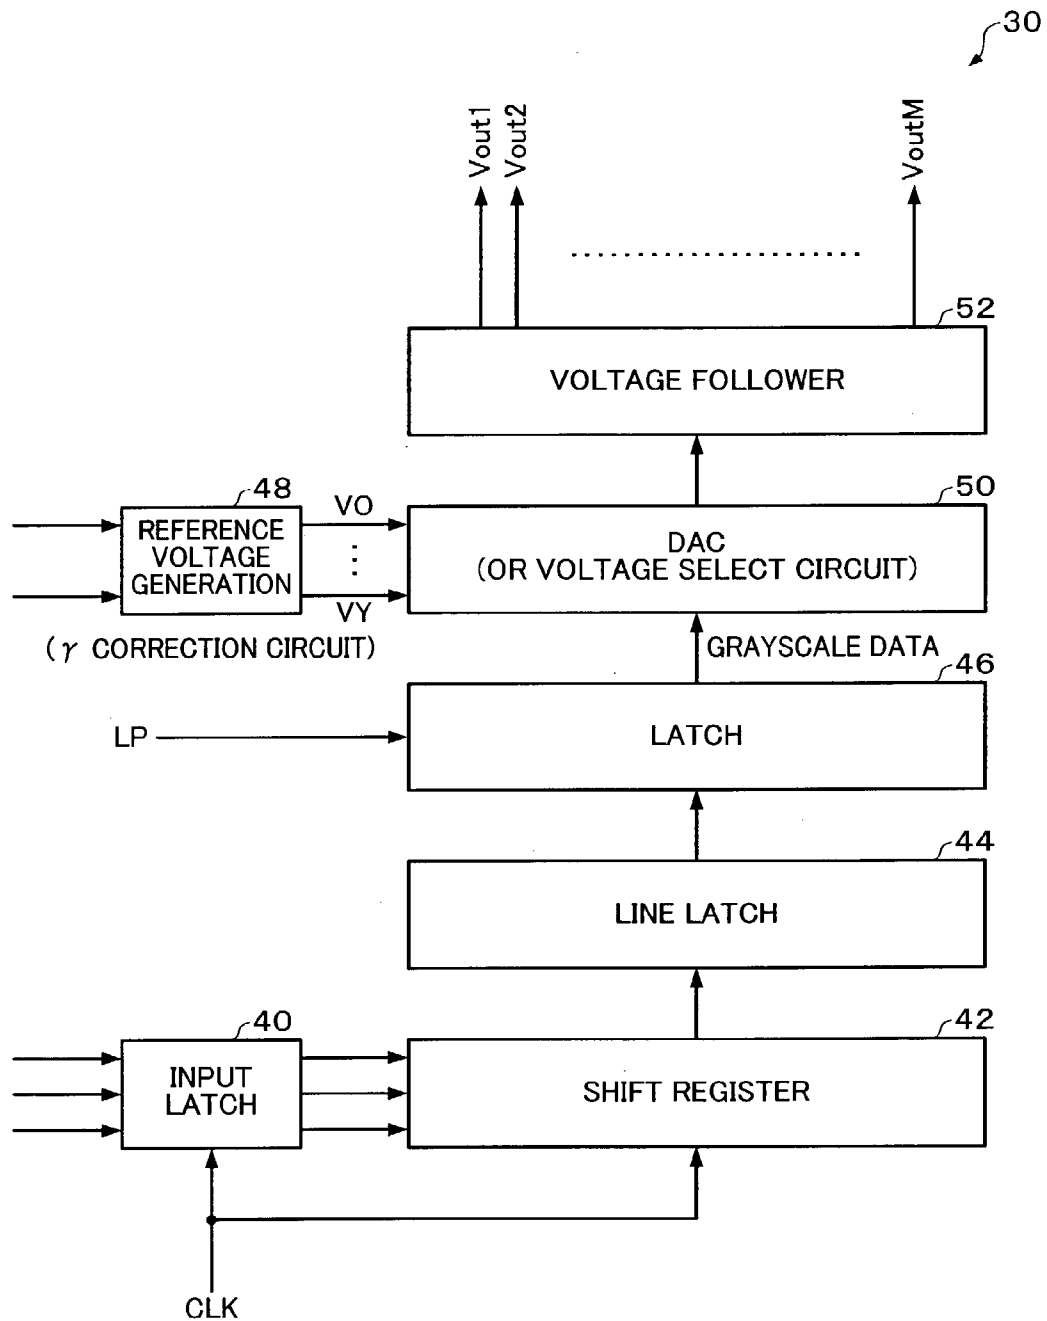 30
Vout1
Vout2
VoutM
52
VOLTAGE FOLLOWER
48
50
REFERENCE
VOLTAGE
GENERATION
VO
VY
DAC
(OR VOLTAGE SELECT CIRCUIT)
(γ CORRECTION CIRCUIT)
GRAYSCALE DATA
46
LP
LATCH
44
LINE LATCH
40
42
INPUT
LATCH
SHIFT REGISTER
CLK